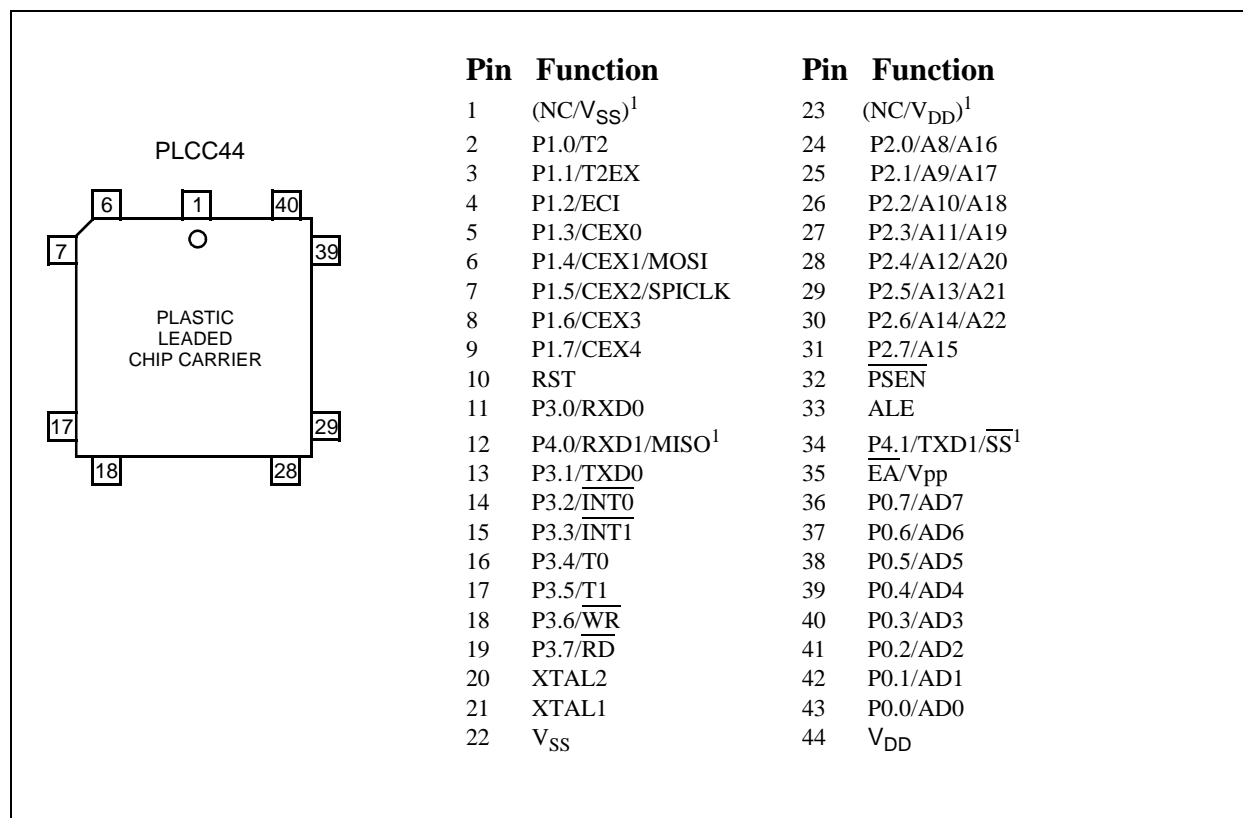 PLCC44
6 1 40
7 39
PLASTIC
LEADED
CHIP CARRIER
17 29
18 28
Pin Function
1 (NC/VSS)1
2 P1.0/T2
3 P1.1/T2EX
4 P1.2/ECI
5 P1.3/CEX0
6 P1.4/CEX1/MOSI
7 P1.5/CEX2/SPICLK
8 P1.6/CEX3
9 P1.7/CEX4
10 RST
11 P3.0/RXD0
12 P4.0/RXD1/MISO1
13 P3.1/TXD0
14 P3.2/INT0
15 P3.3/INT1
16 P3.4/T0
17 P3.5/T1
18 P3.6/WR
19 P3.7/RD
20 XTAL2
21 XTAL1
22 VSS
Pin Function
23 (NC/VDD)1
24 P2.0/A8/A16
25 P2.1/A9/A17
26 P2.2/A10/A18
27 P2.3/A11/A19
28 P2.4/A12/A20
29 P2.5/A13/A21
30 P2.6/A14/A22
31 P2.7/A15
32 PSEN
33 ALE
34 P4.1/TXD1/SS1
35 EA/Vpp
36 P0.7/AD7
37 P0.6/AD6
38 P0.5/AD5
39 P0.4/AD4
40 P0.3/AD3
41 P0.2/AD2
42 P0.1/AD1
43 P0.0/AD0
44 VDD